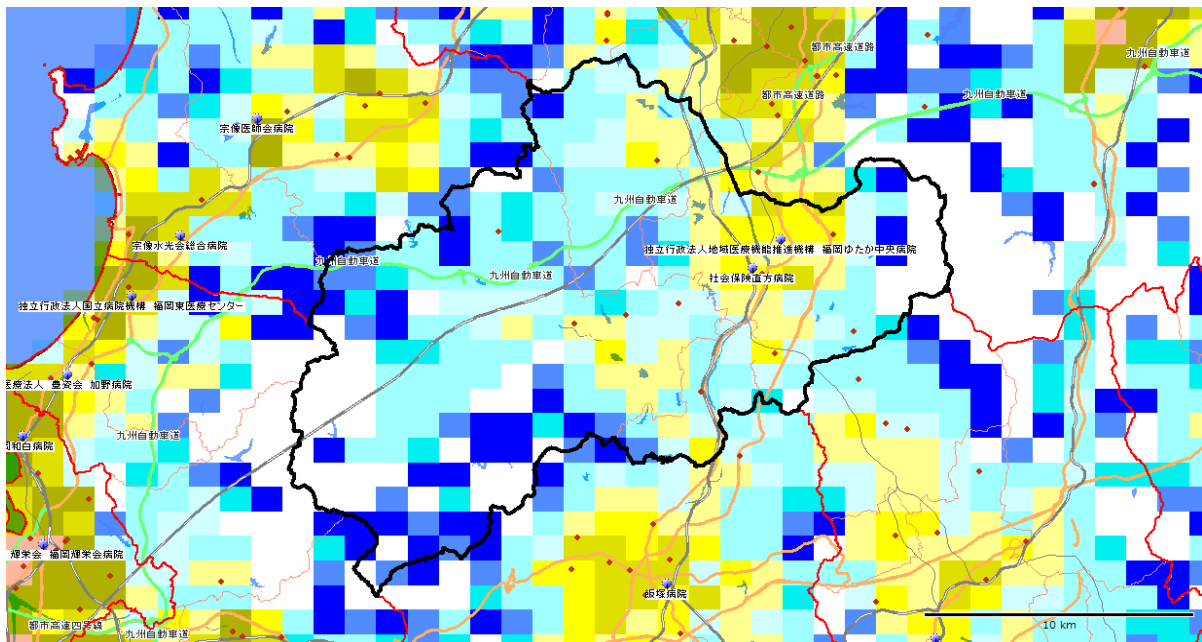 都市高速道路
九州自動車道
都市高速道路
九州自動車道
宗像医師会病院
九州自動車道
宗像水光会総合病院
独立行政法人地域医療機能推進機構 福岡ゆたか中央病院
九州自動車道
九州自動車道
社会保険直方病院
独立行政法人国立病院機構 福岡東医療センター
医療法人 豊資会 加野病院
九州自動車道
岡和白病院
輝栄会 福岡輝栄会病院
飯塚病院
都市高速四号線
九州自動車道
10 km